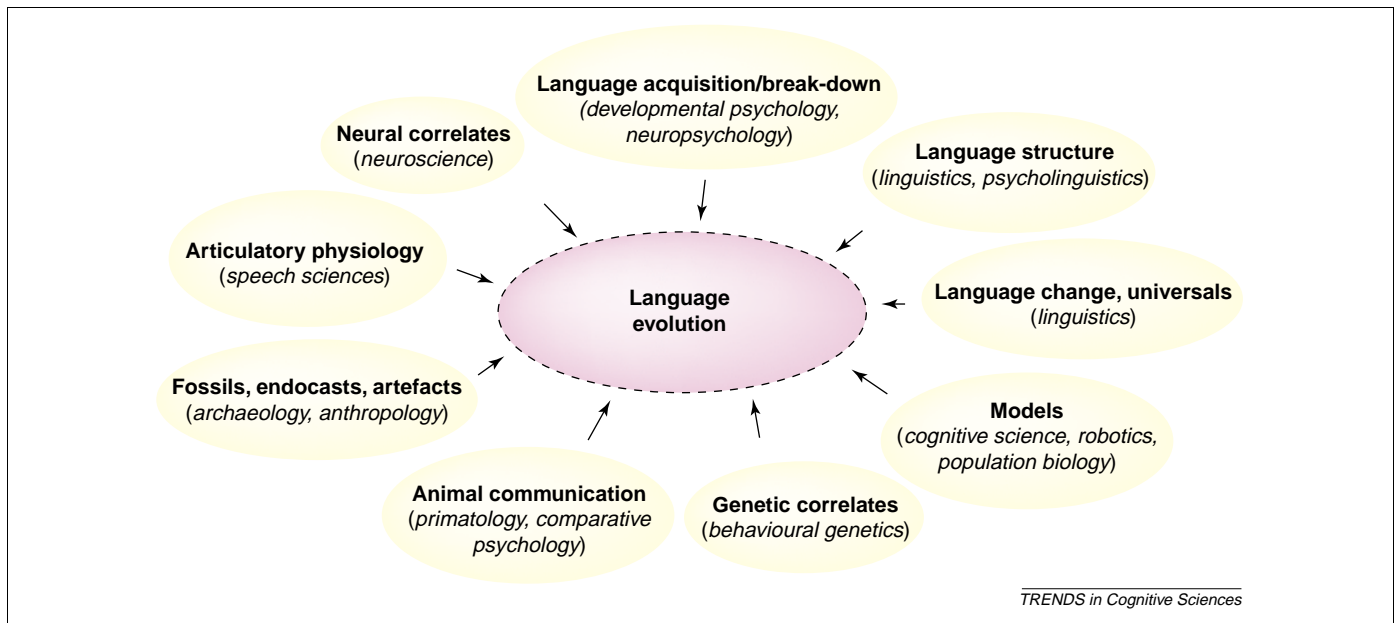 Language acquisition/break-down
(developmental psychology,
neuropsychology)
Neural correlates
(neuroscience)
Language structure
(linguistics, psycholinguistics)
Articulatory physiology
(speech sciences)
Language
evolution
Language change, universals
(linguistics)
Fossils, endocasts, artefacts
(archaeology, anthropology)
Models
(cognitive science, robotics,
population biology)
Animal communication
(primatology, comparative
psychology)
Genetic correlates
(behavioural genetics)
TRENDS in Cognitive Sciences